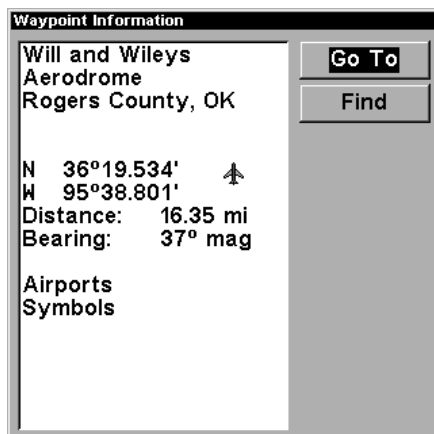 Waypoint Information
Will and Wileys
Aerodrome
Rogers County, OK
N 36º19.534'
W 95º38.801'
Distance: 16.35 mi
Bearing: 37º mag
Airports
Symbols
Go To
Find